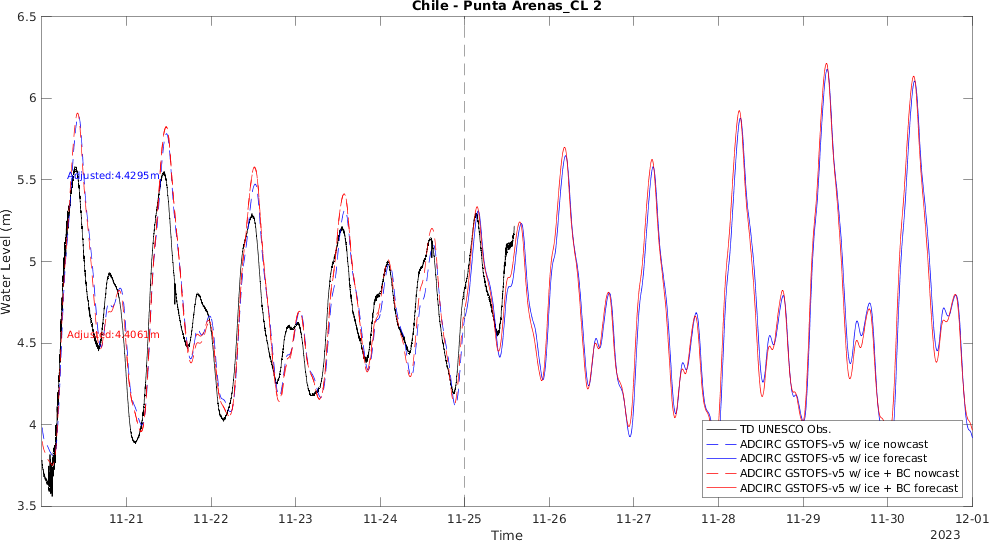 Chile - Punta Arenas_CL 2
6.5
6
5.5
5
4.5
4
3.5
Water Level (m)
Adjusted:4.4295m
Adjusted:4.4061m
TD UNESCO Obs.
ADCIRC GSTOFS-v5 w/ ice nowcast
ADCIRC GSTOFS-v5 w/ ice forecast
ADCIRC GSTOFS-v5 w/ ice + BC nowcast
ADCIRC GSTOFS-v5 w/ ice + BC forecast
11-21 11-22 11-23 11-24 11-25 11-26 11-27 11-28 11-29 11-30 12-01
Time
2023